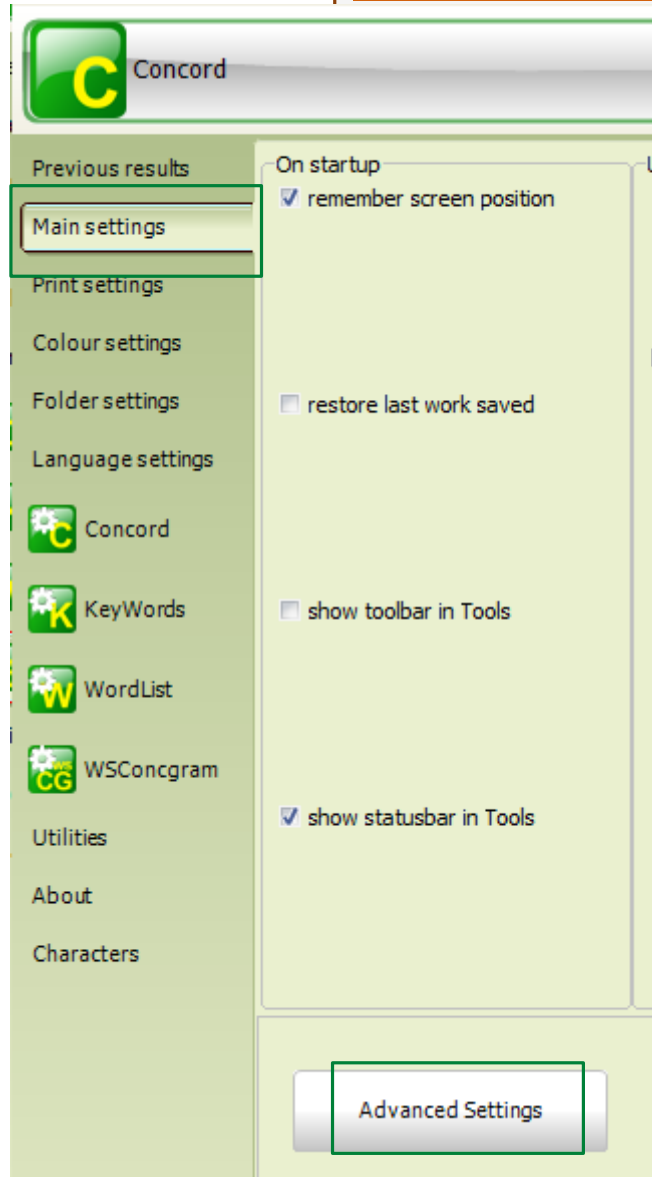 C Concord
Previous results
Main settings
Print settings
Colour settings
Folder settings
Language settings
C Concord
K KeyWords
W WordList
WS CG WSConcgram
Utilities
About
Characters
On startup
remember screen position
restore last work saved
show toolbar in Tools
show statusbar in Tools
Advanced Settings